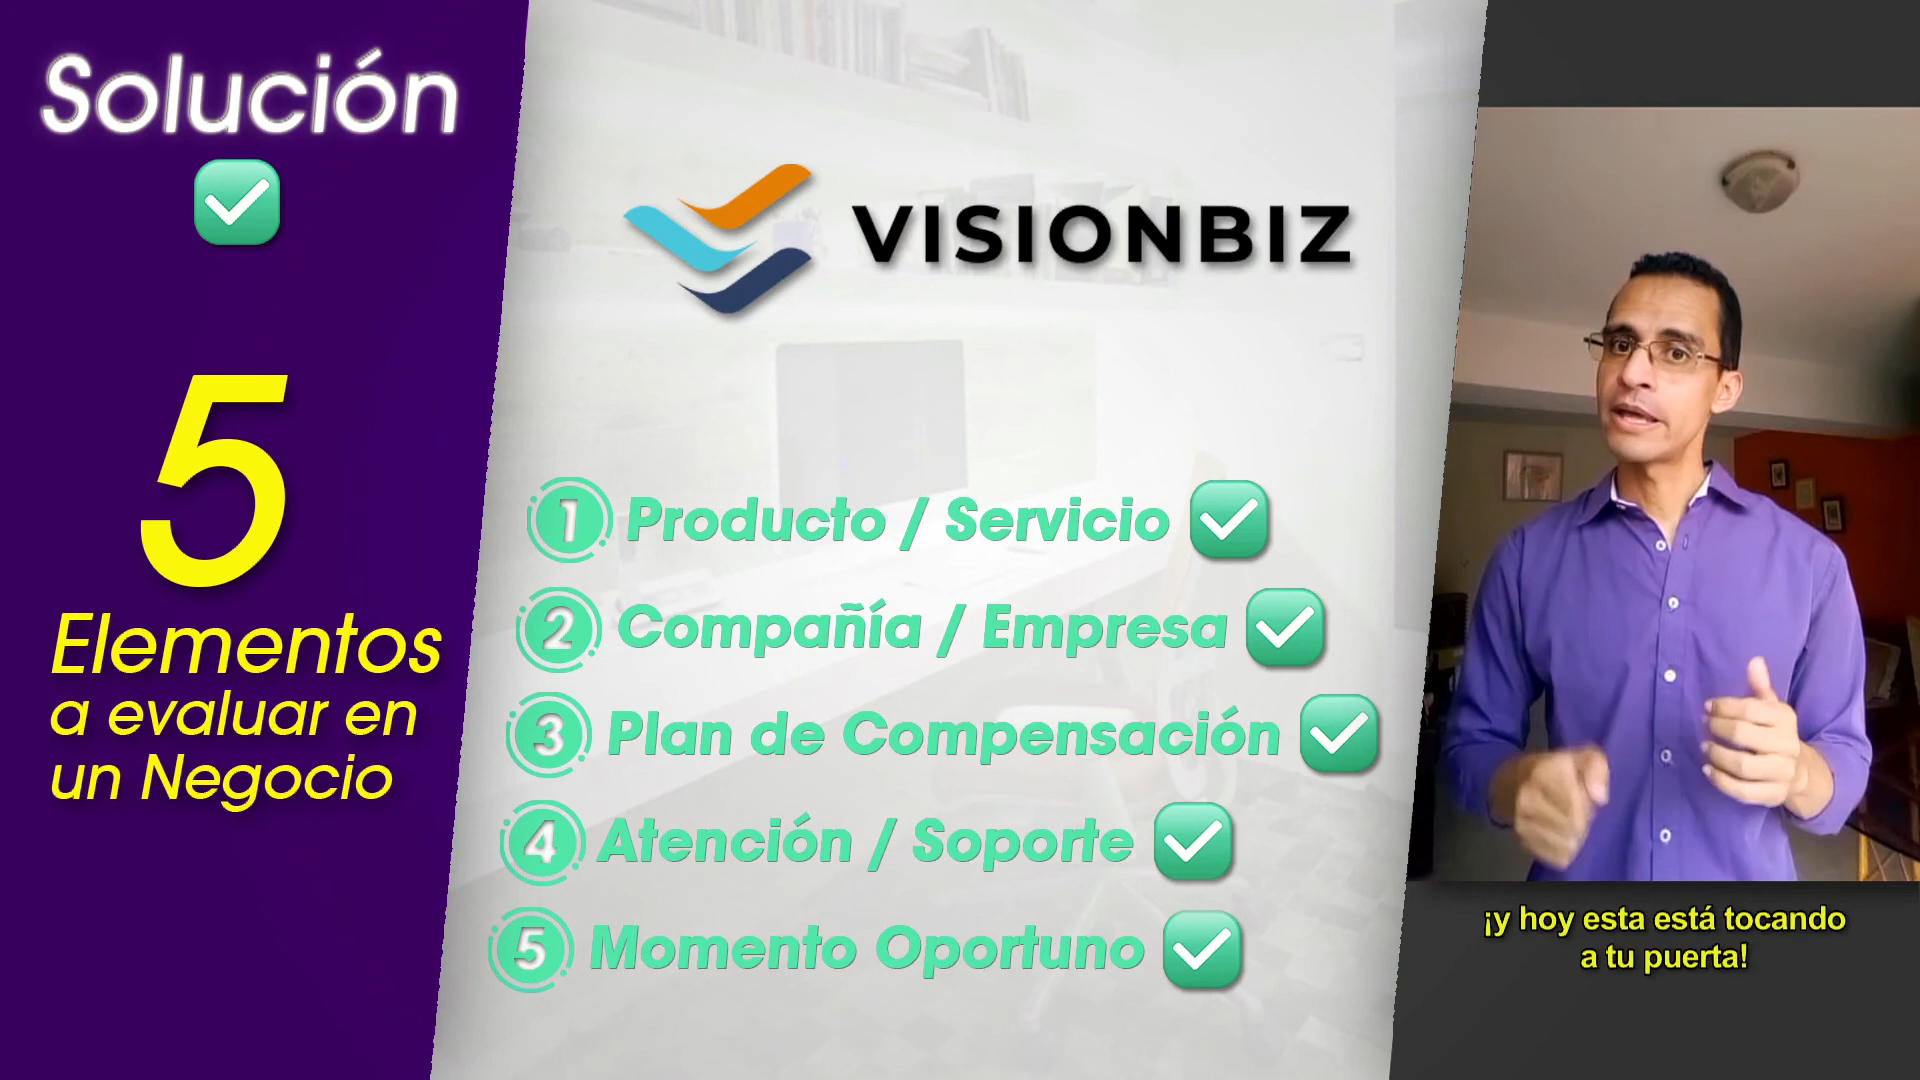 Solución
5
Elementos
a evaluar en
un Negocio
VISIONBIZ
1 Producto / Servicio
2 Compañía / Empresa
3 Plan de Compensación
4 Atención / Soporte
5 Momento Oportuno
¡y hoy esta está tocando
a tu puerta!